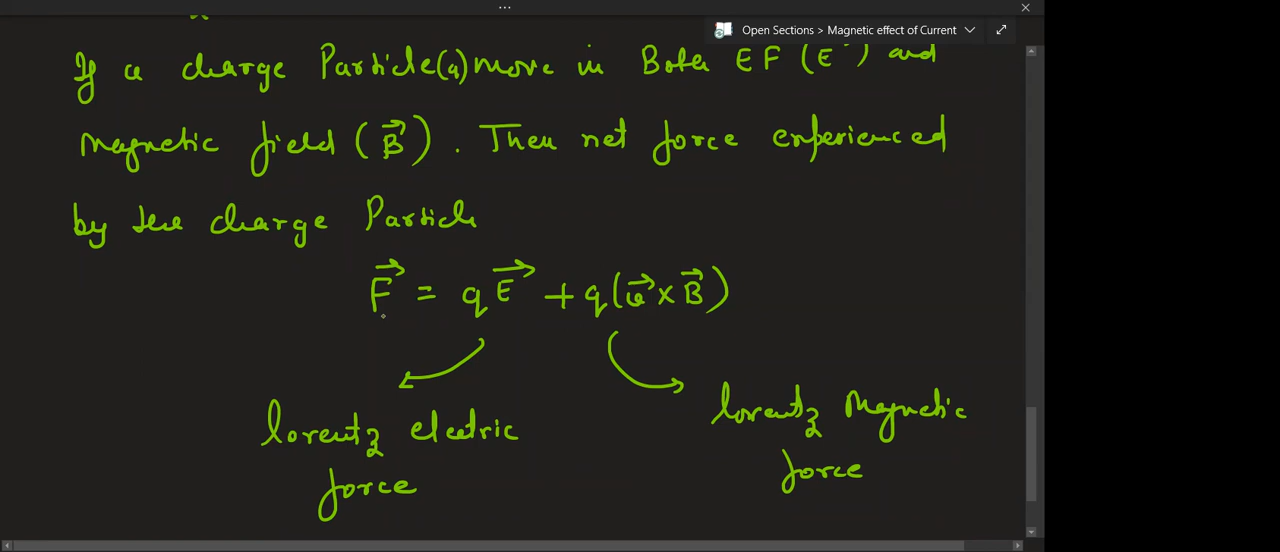 Open Sections > Magnetic effect of Current
If a charge Particle(q) move in Both EF (E⃗) and
magnetic field (B⃗). Then net force experienced
by the charge Particle
F⃗ = qE⃗ + q(v⃗ × B⃗)
lorentz electric
force
lorentz Magnetic
force